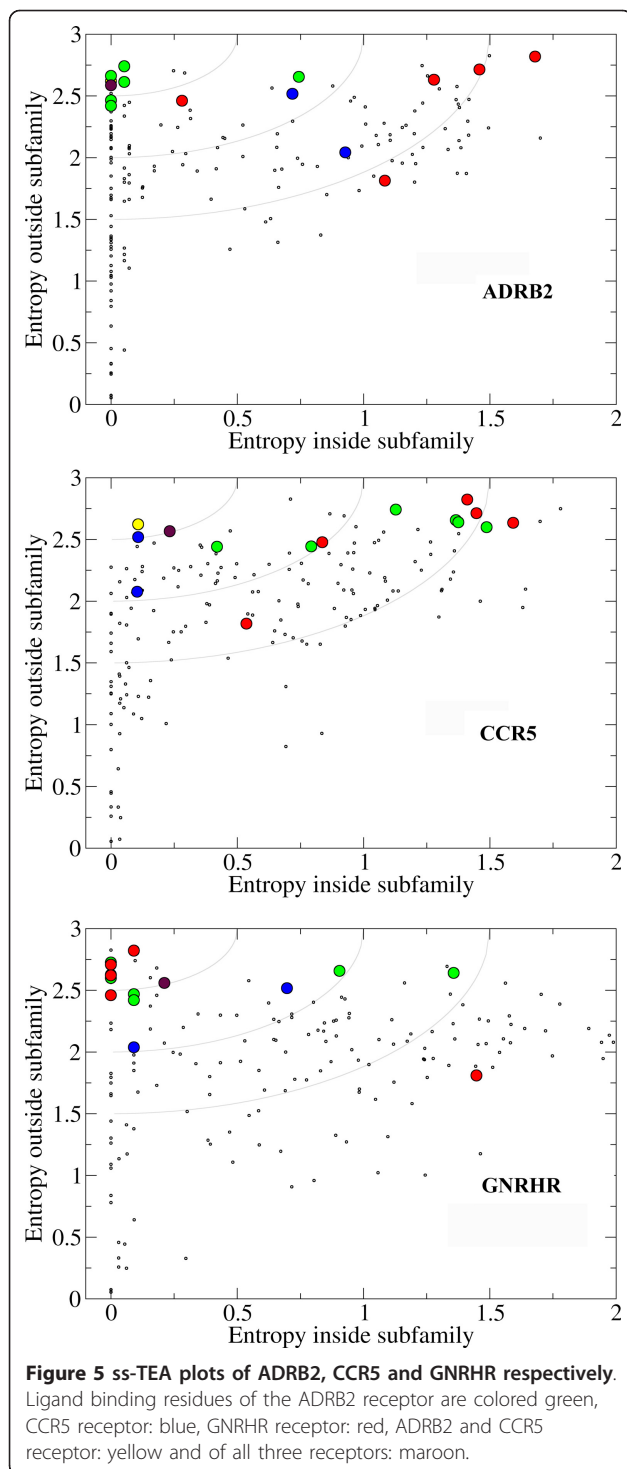 3
2.5
2
1.5
1
0.5
0
Entropy outside subfamily
ADRB2
0 0.5 1 1.5 2
Entropy inside subfamily
3
2.5
2
1.5
1
0.5
0
Entropy outside subfamily
CCR5
0 0.5 1 1.5 2
Entropy inside subfamily
3
2.5
2
1.5
1
0.5
0
Entropy outside subfamily
GNRHR
0 0.5 1 1.5 2
Entropy inside subfamily
Figure 5 ss-TEA plots of ADRB2, CCR5 and GNRHR respectively.
Ligand binding residues of the ADRB2 receptor are colored green,
CCR5 receptor: blue, GNRHR receptor: red, ADRB2 and CCR5
receptor: yellow and of all three receptors: maroon.